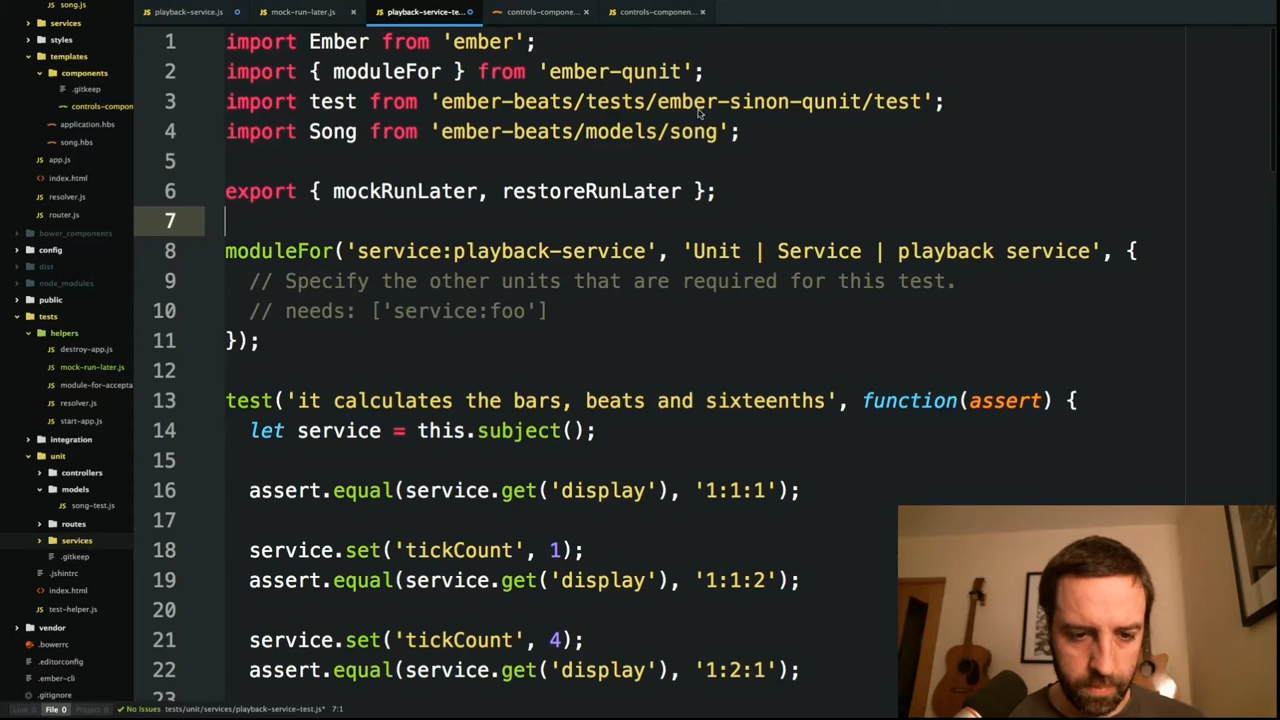 song.js
services
styles
templates
components
.gitkeep
controls-compon
application.hbs
song.hbs
app.js
index.html
resolver.js
router.js
bower_components
config
dist
node_modules
public
tests
helpers
destroy-app.js
mock-run-later.js
module-for-accepta
resolver.js
start-app.js
integration
unit
controllers
models
song-test.js
routes
services
.gitkeep
.jshintrc
index.html
test-helper.js
vendor
.bowerrc
.editorconfig
.ember-cli
.gitignore
playback-service.js
mock-run-later.js
playback-service-te...
controls-compone...
controls-componen...
1 import Ember from 'ember';
2 import { moduleFor } from 'ember-qunit';
3 import test from 'ember-beats/tests/ember-sinon-qunit/test';
4 import Song from 'ember-beats/models/song';
5
6 export { mockRunLater, restoreRunLater };
7
8 moduleFor('service:playback-service', 'Unit | Service | playback service', {
9 // Specify the other units that are required for this test.
10 // needs: ['service:foo']
11 });
12
13 test('it calculates the bars, beats and sixteenths', function(assert) {
14 let service = this.subject();
15
16 assert.equal(service.get('display'), '1:1:1');
17
18 service.set('tickCount', 1);
19 assert.equal(service.get('display'), '1:1:2');
20
21 service.set('tickCount', 4);
22 assert.equal(service.get('display'), '1:2:1');
23
Line 0 File 0 Project 0 No Issues tests/unit/services/playback-service-test.js* 7:1